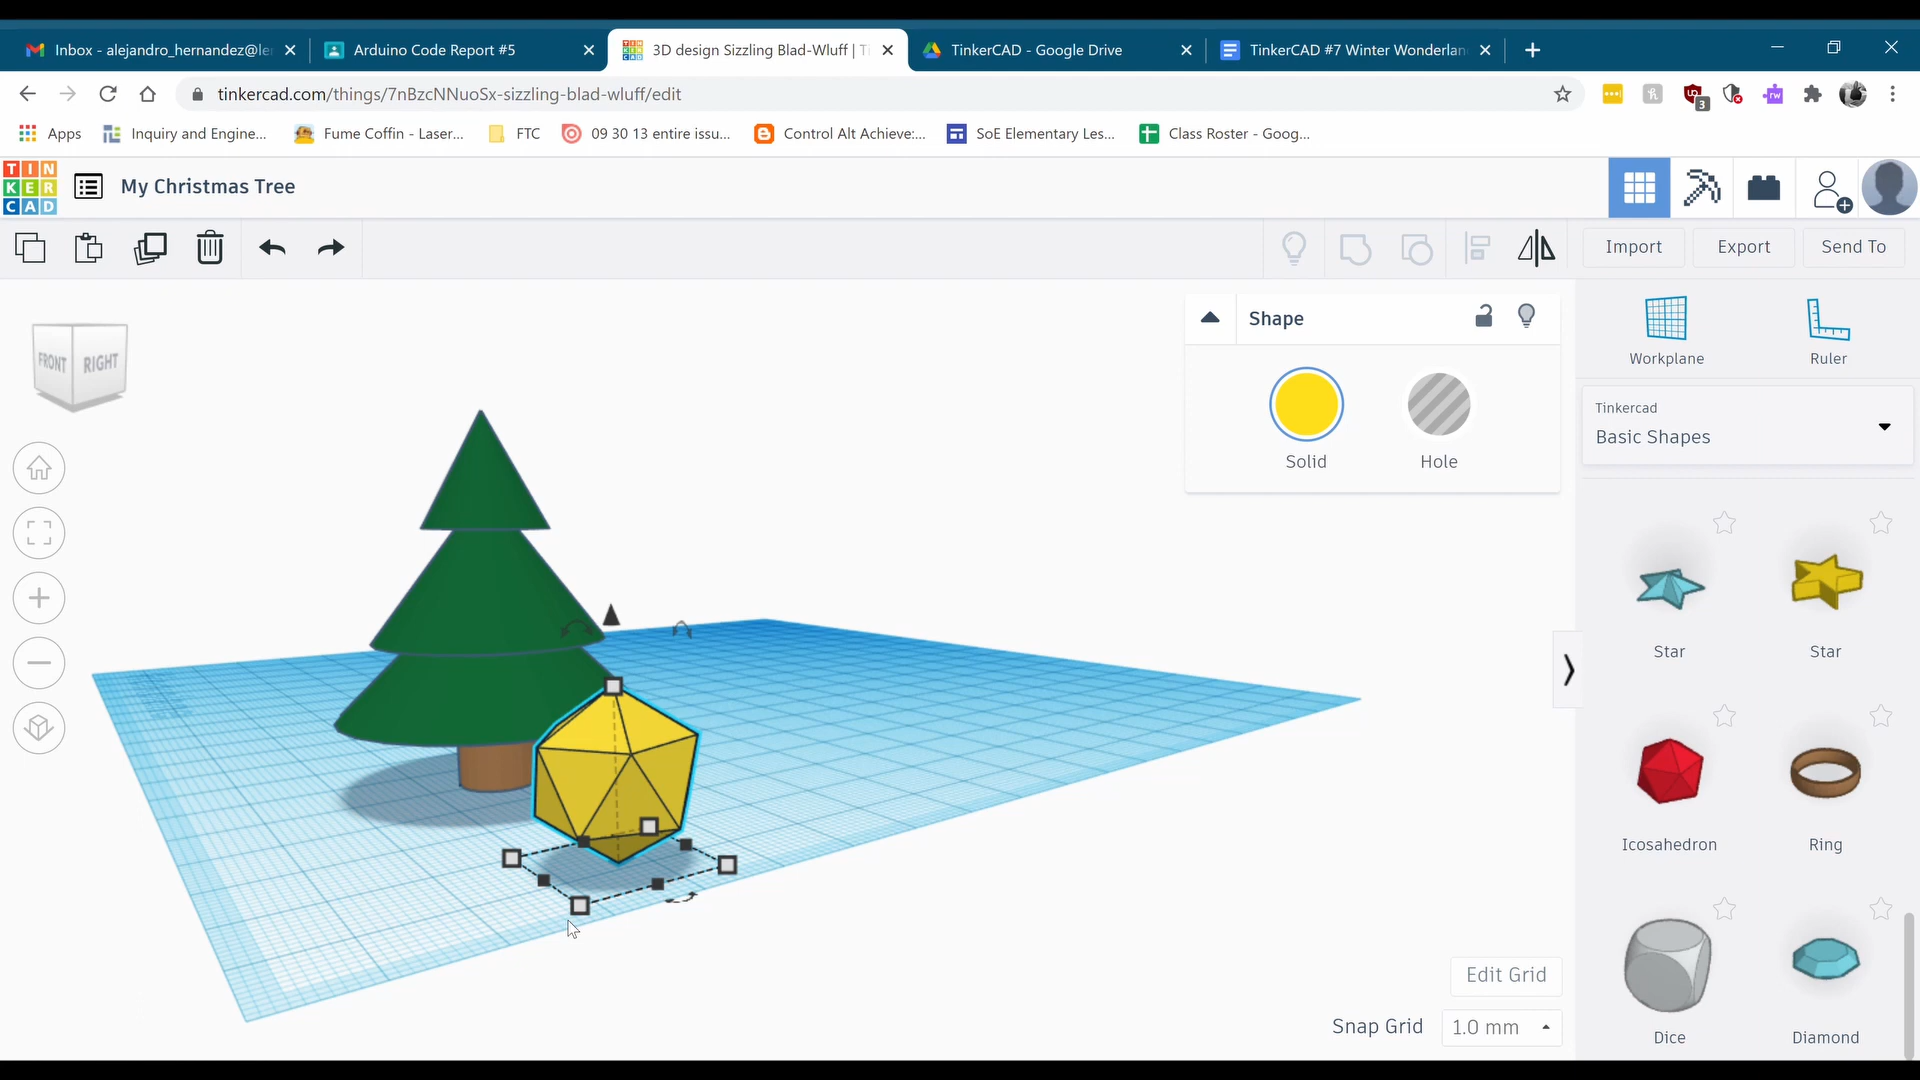 Inbox - alejandro_hernandez@le
Arduino Code Report #5
3D design Sizzling Blad-Wluff | Ti
TinkerCAD - Google Drive
TinkerCAD #7 Winter Wonderlan
tinkercad.com/things/7nBzcNNuoSx-sizzling-blad-wluff/edit
3
rw
Apps
Inquiry and Engine...
Fume Coffin - Laser...
FTC
09 30 13 entire issu...
Control Alt Achieve:...
SoE Elementary Les...
Class Roster - Goog...
TIN
KER
CAD
My Christmas Tree
Import
Export
Send To
FRONT
RIGHT
Shape
Solid
Hole
Workplane
Ruler
Tinkercad
Basic Shapes
Star
Star
Icosahedron
Ring
Dice
Diamond
Edit Grid
Snap Grid
1.0 mm